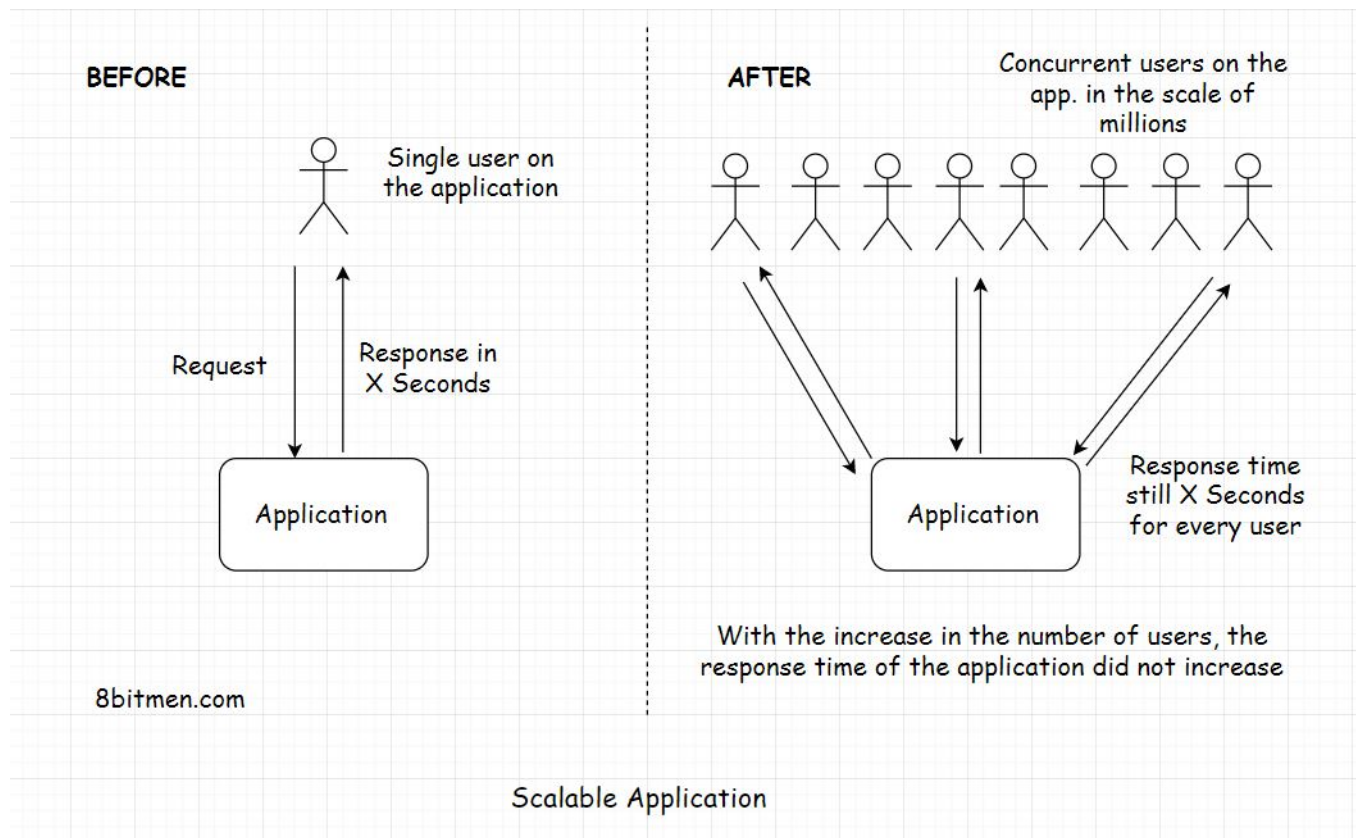 BEFORE
Single user on
the application
Request
Response in
X Seconds
Application
8bitmen.com
AFTER
Concurrent users on the
app. in the scale of
millions
Application
Response time
still X Seconds
for every user
With the increase in the number of users, the
response time of the application did not increase
Scalable Application